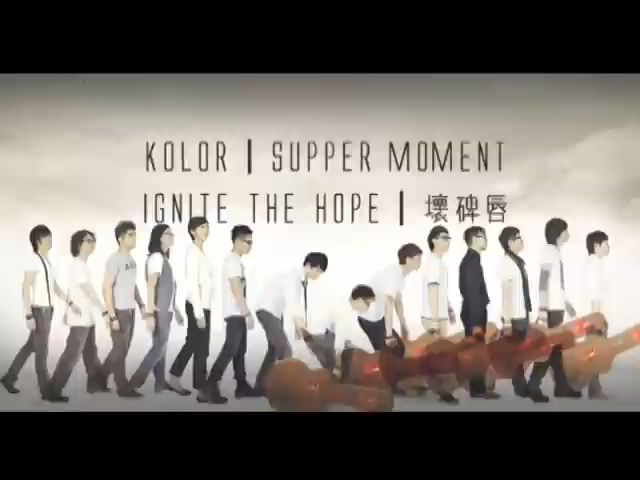 KOLOR | SUPPER MOMENT
IGNITE THE HOPE | 壞碑唇